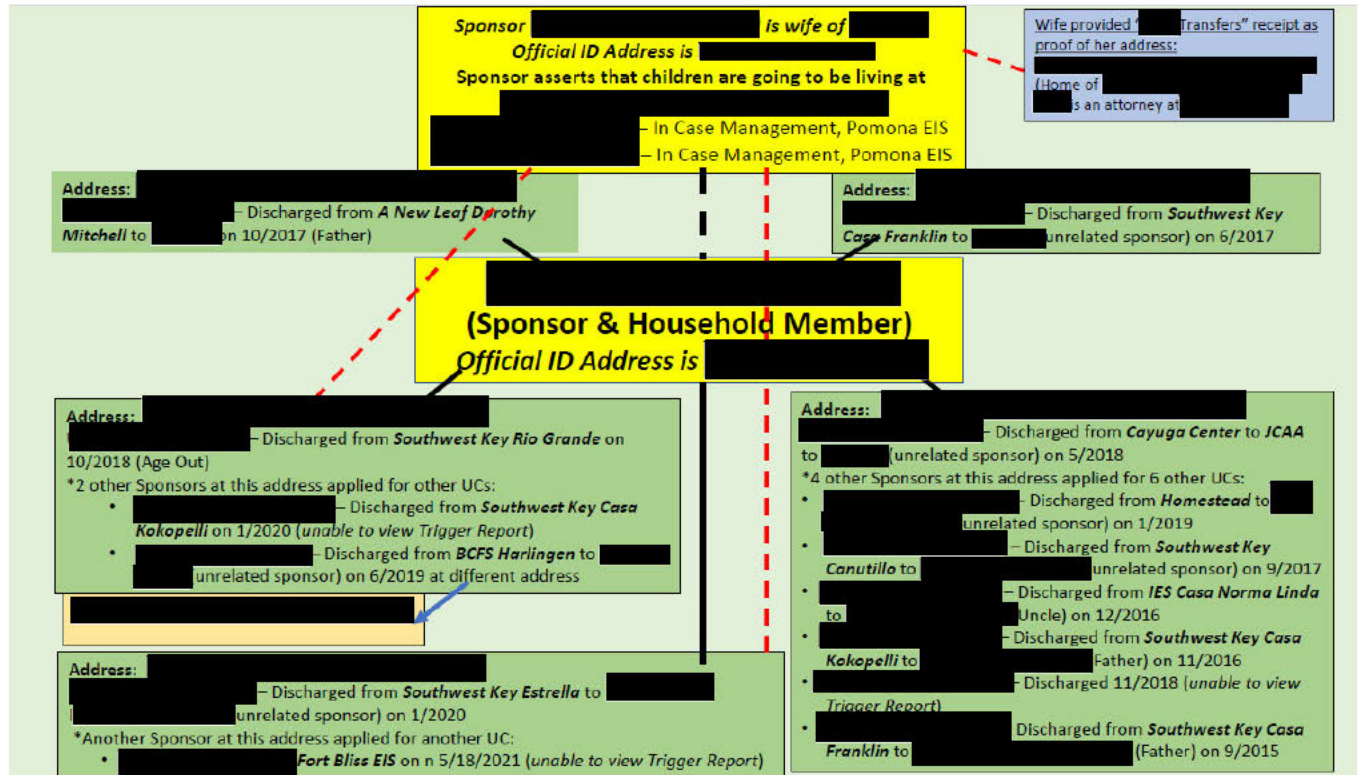 Sponsor is wife of
Official ID Address is
Sponsor asserts that children are going to be living at
– In Case Management, Pomona EIS
– In Case Management, Pomona EIS
Wife provided " Transfers" receipt as
proof of her address:
(Home of
is an attorney at
Address:
– Discharged from A New Leaf Dorothy
Mitchell to on 10/2017 (Father)
Address:
– Discharged from Southwest Key
Casa Franklin to unrelated sponsor) on 6/2017
(Sponsor & Household Member)
Official ID Address is
Address:
– Discharged from Southwest Key Rio Grande on
10/2018 (Age Out)
*2 other Sponsors at this address applied for other UCs:
• – Discharged from Southwest Key Casa
Kokopelli on 1/2020 (unable to view Trigger Report)
• – Discharged from BCFS Harlingen to
unrelated sponsor) on 6/2019 at different address
Address:
– Discharged from Cayuga Center to JCAA
to (unrelated sponsor) on 5/2018
*4 other Sponsors at this address applied for 6 other UCs:
• – Discharged from Homestead to
unrelated sponsor) on 1/2019
• – Discharged from Southwest Key
Canutillo to unrelated sponsor) on 9/2017
• – Discharged from IES Casa Norma Linda
to Uncle) on 12/2016
• – Discharged from Southwest Key Casa
Kokopelli to Father) on 11/2016
• – Discharged 11/2018 (unable to view
Trigger Report)
• Discharged from Southwest Key Casa
Franklin to (Father) on 9/2015
Address:
– Discharged from Southwest Key Estrella to
unrelated sponsor) on 1/2020
*Another Sponsor at this address applied for another UC:
• Fort Bliss EIS on n 5/18/2021 (unable to view Trigger Report)